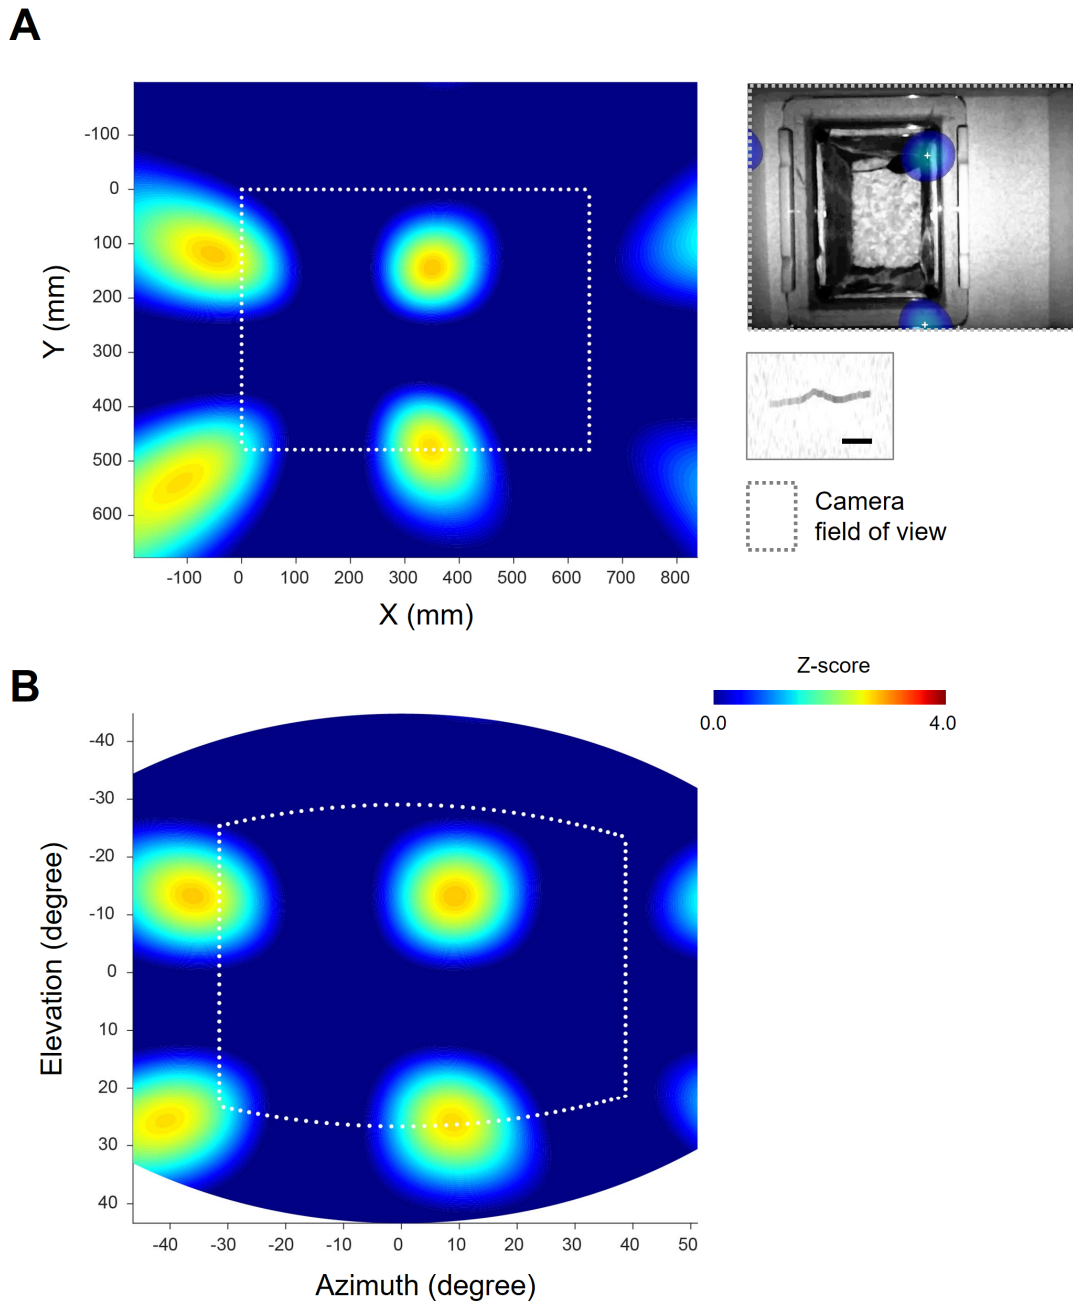 A
-100
0
100
200
300
400
500
600
Y (mm)
-100 0 100 200 300 400 500 600 700 800
X (mm)
Camera
field of view
B
Z-score
0.0 4.0
-40
-30
-20
-10
0
10
20
30
40
Elevation (degree)
-40 -30 -20 -10 0 10 20 30 40 50
Azimuth (degree)